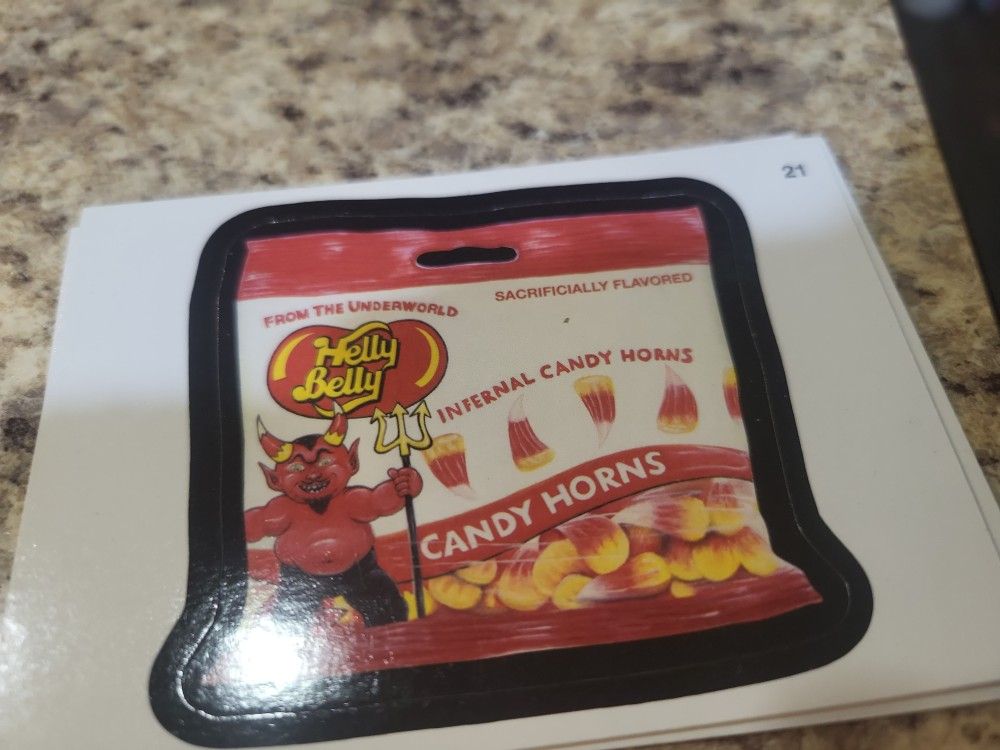 21
SACRIFICIALLY FLAVORED
FROM THE UNDERWORLD
Helly
Belly
INFERNAL CANDY HORNS
CANDY HORNS